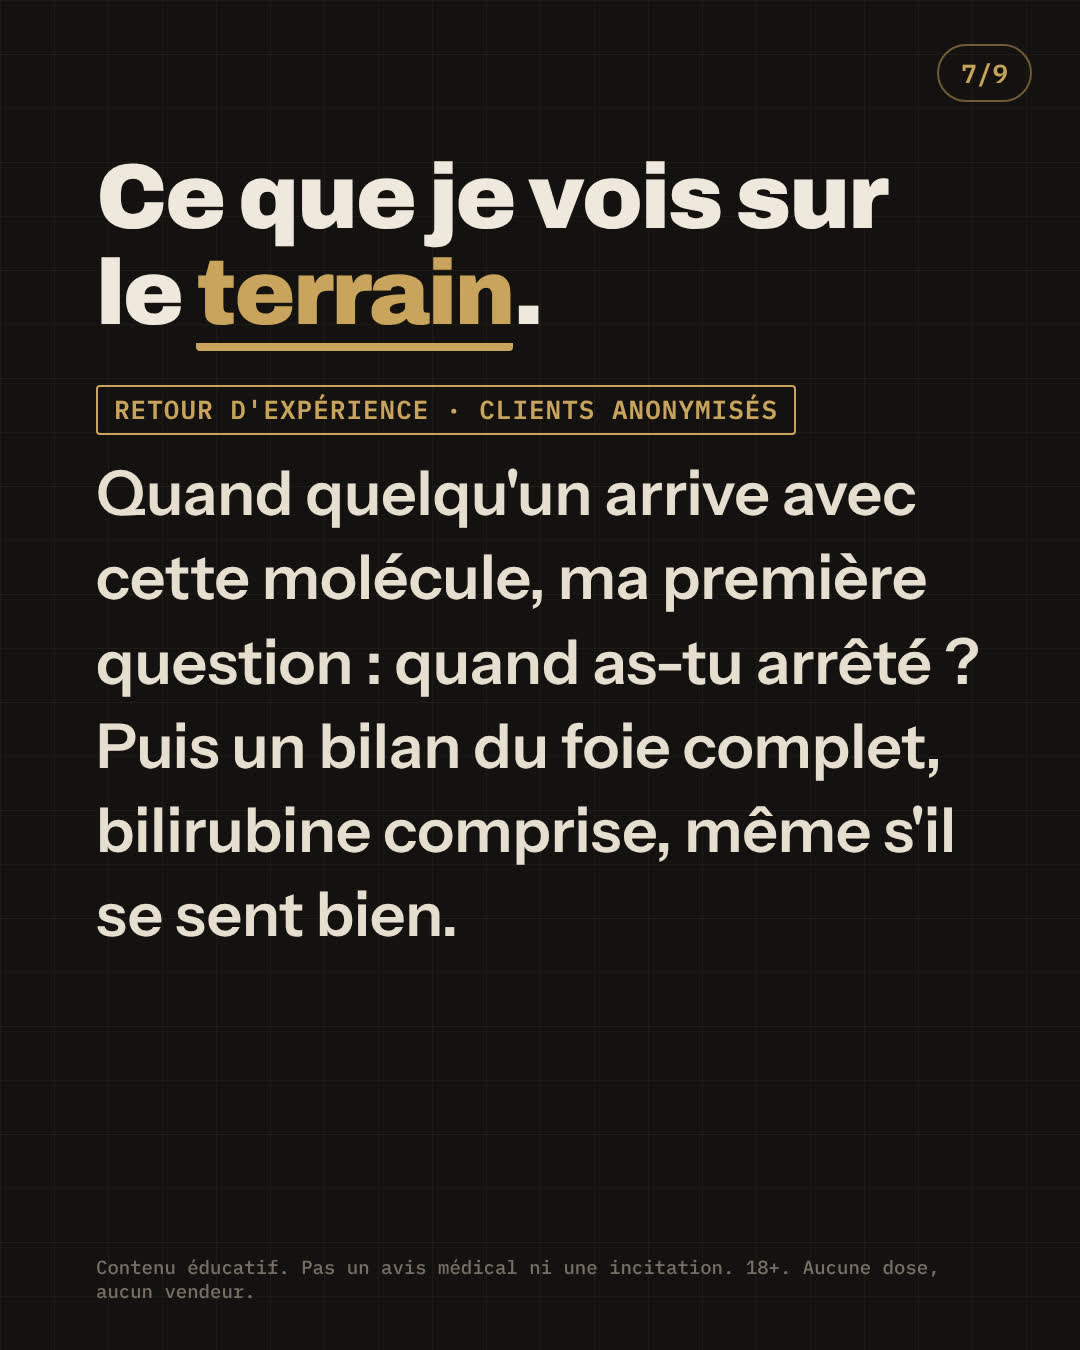 7/9
Ce que je vois sur
le terrain.
RETOUR D'EXPÉRIENCE · CLIENTS ANONYMISÉS
Quand quelqu'un arrive avec
cette molécule, ma première
question : quand as-tu arrêté ?
Puis un bilan du foie complet,
bilirubine comprise, même s'il
se sent bien.
Contenu éducatif. Pas un avis médical ni une incitation. 18+. Aucune dose,
aucun vendeur.